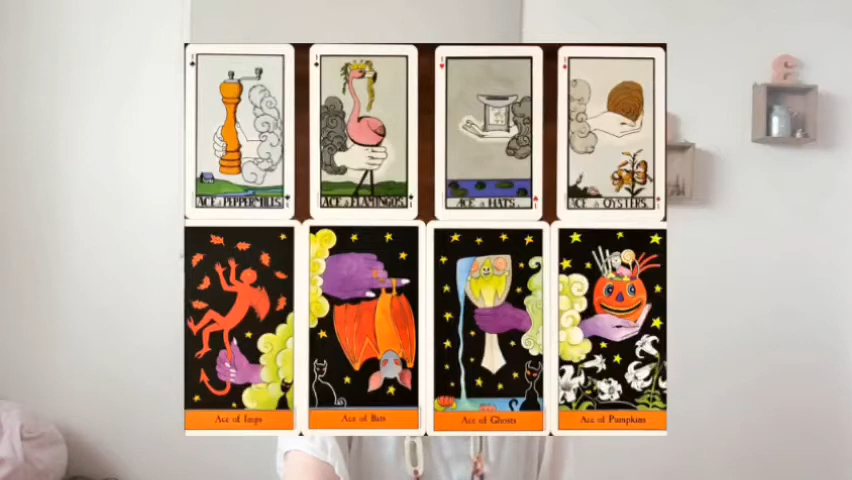 ACE of PEPPERMILLS
ACE of FLAMINGOS
ACE of HATS
ACE of OYSTERS
Ace of Imps
Ace of Bats
Ace of Ghosts
Ace of Pumpkins